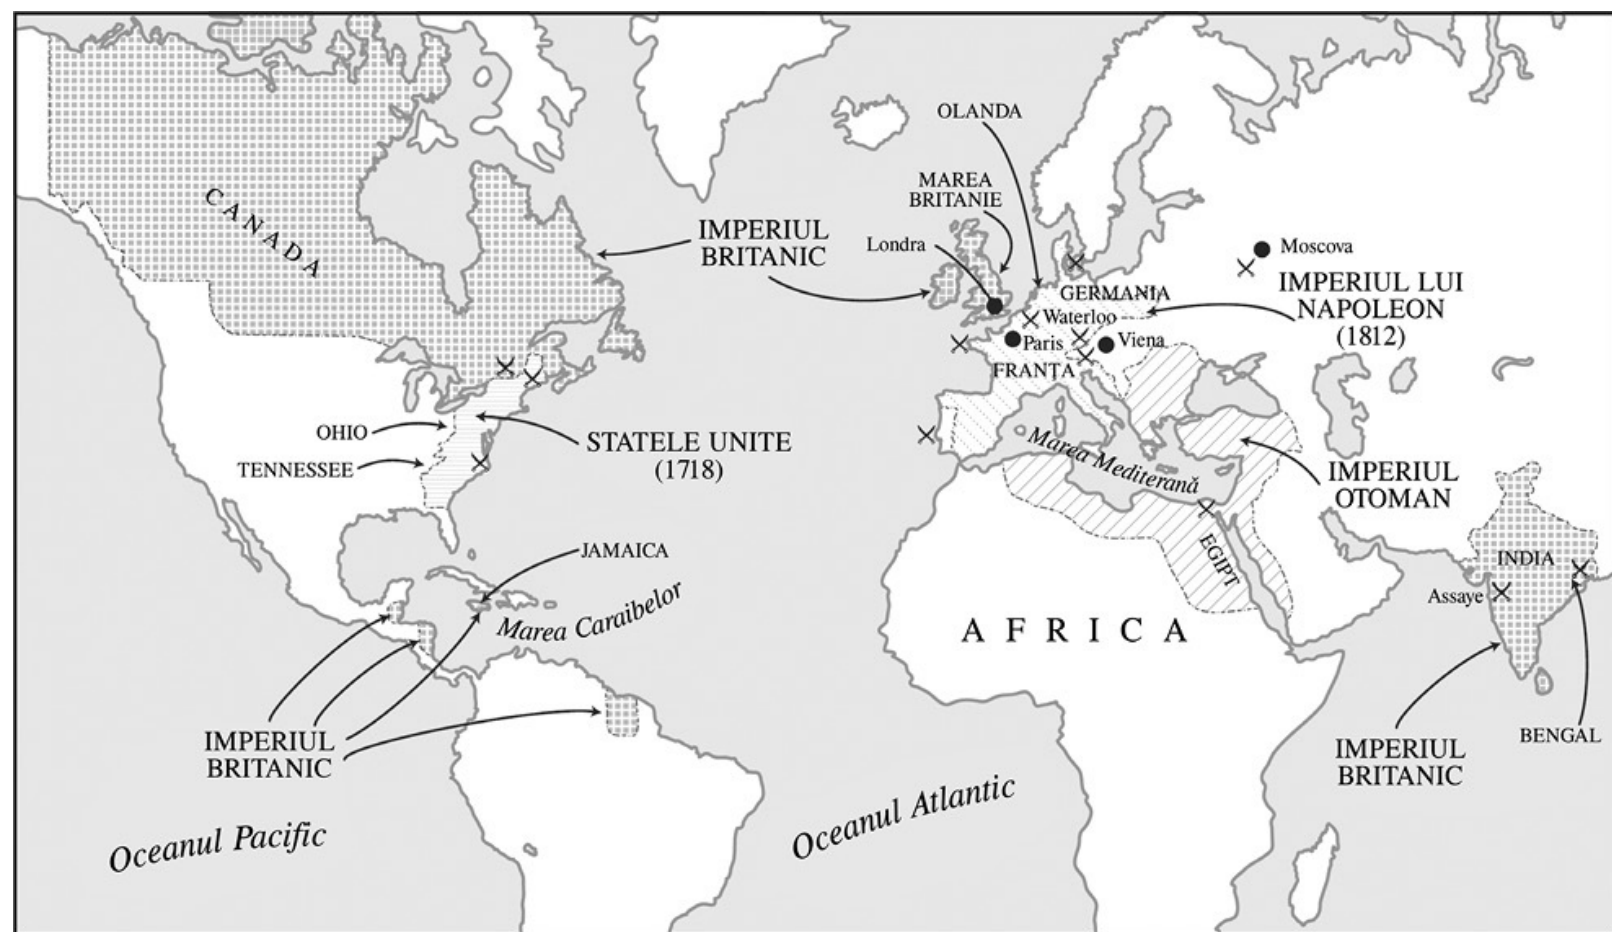 OLANDA
MAREA
BRITANIE
CANADA
IMPERIUL
BRITANIC
Londra
Moscova
IMPERIUL LUI
NAPOLEON
(1812)
GERMANIA
Waterloo
Paris
Viena
FRANȚA
OHIO
TENNESSEE
STATELE UNITE
(1718)
Marea Mediterană
IMPERIUL
OTOMAN
JAMAICA
EGIPT
INDIA
Assaye
Marea Caraibelor
AFRICA
IMPERIUL
BRITANIC
IMPERIUL
BRITANIC
BENGAL
Oceanul Pacific
Oceanul Atlantic